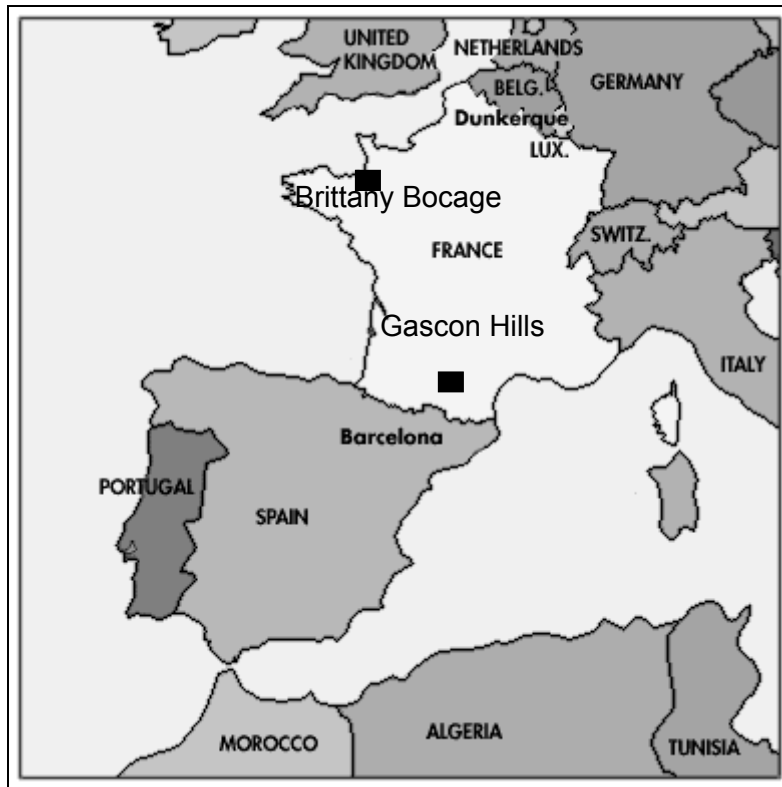 UNITED
KINGDOM
NETHERLANDS
BELG.
GERMANY
Dunkerque
LUX.
Brittany Bocage
FRANCE
SWITZ.
Gascon Hills
ITALY
Barcelona
PORTUGAL
SPAIN
MOROCCO
ALGERIA
TUNISIA